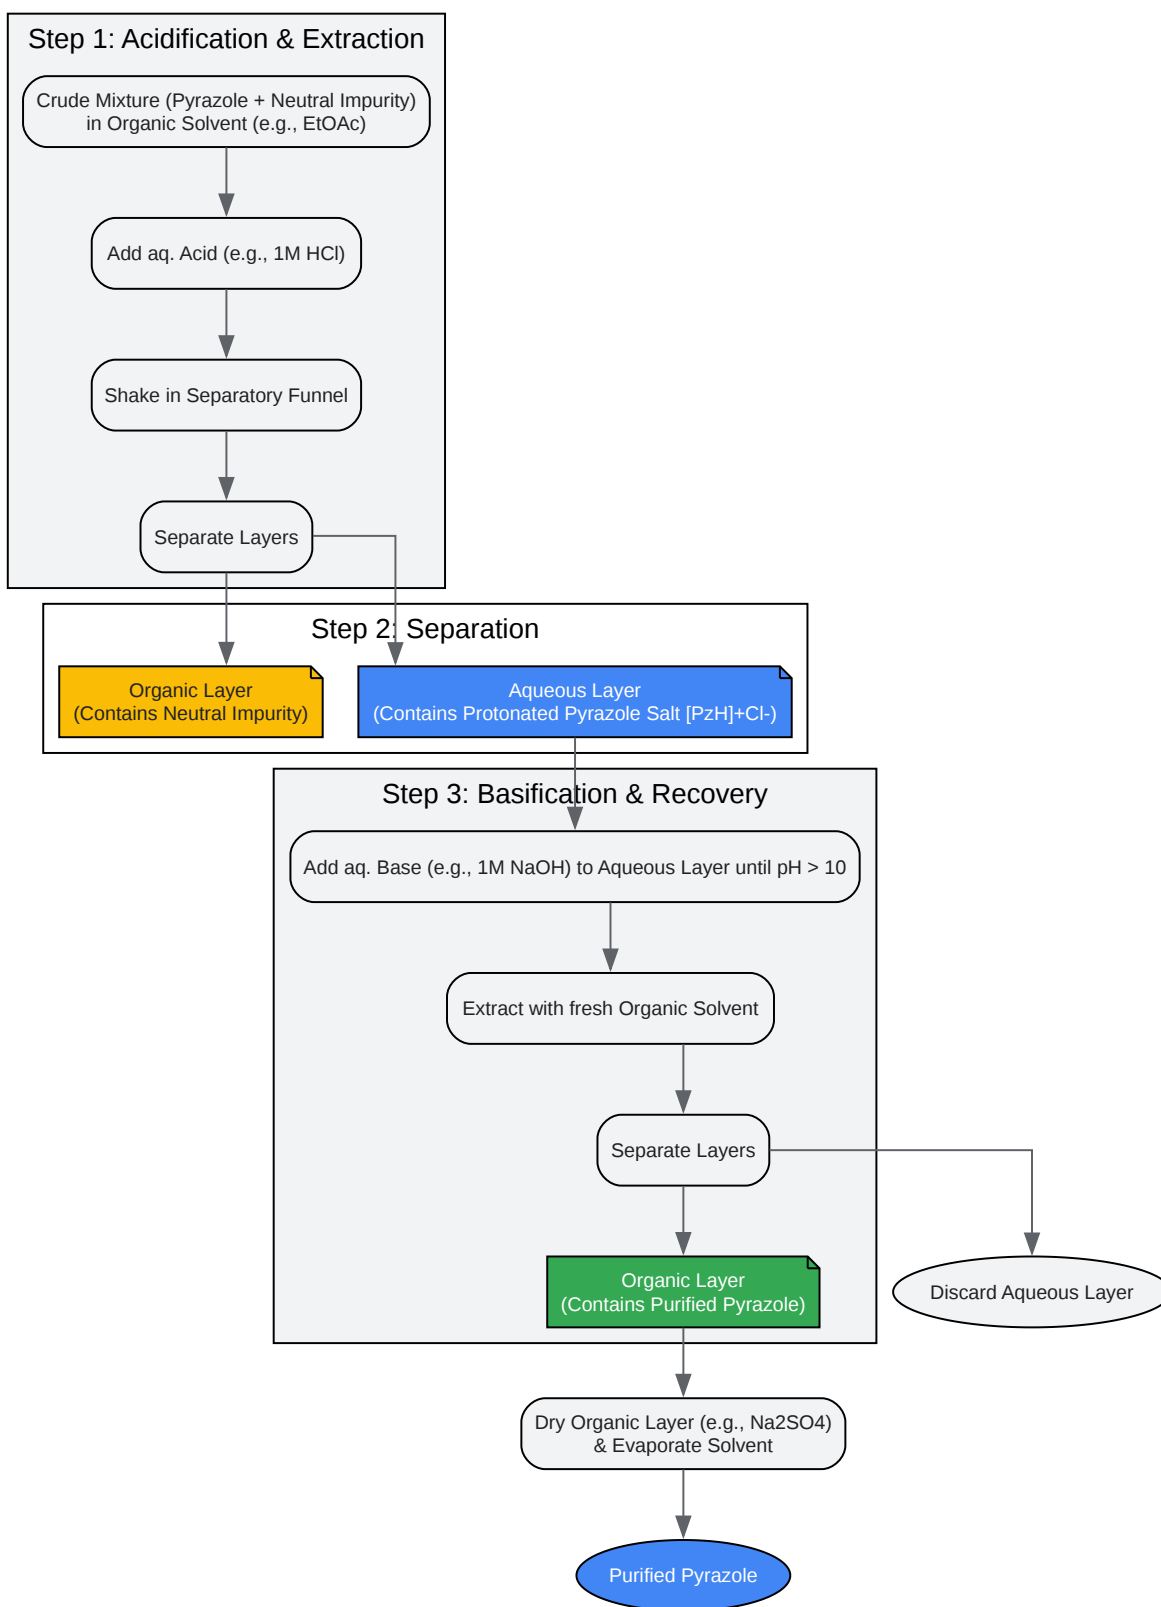 Step 1: Acidification & Extraction
Crude Mixture (Pyrazole + Neutral Impurity)
in Organic Solvent (e.g., EtOAc)
Add aq. Acid (e.g., 1M HCl)
Shake in Separatory Funnel
Separate Layers
Step 2: Separation
Organic Layer
(Contains Neutral Impurity)
Aqueous Layer
(Contains Protonated Pyrazole Salt [PzH]+Cl-)
Step 3: Basification & Recovery
Add aq. Base (e.g., 1M NaOH) to Aqueous Layer until pH > 10
Extract with fresh Organic Solvent
Separate Layers
Organic Layer
(Contains Purified Pyrazole)
Discard Aqueous Layer
Dry Organic Layer (e.g., Na2SO4)
& Evaporate Solvent
Purified Pyrazole